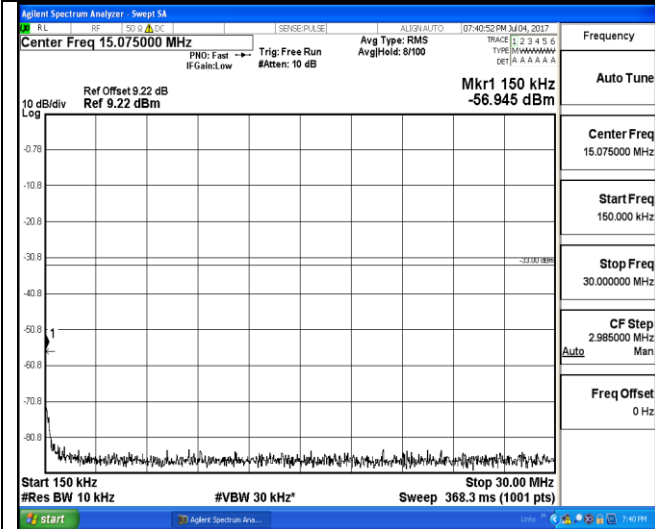 Agilent Spectrum Analyzer - Swept SA
RL RF 50 Ω DC SENSE:PULSE ALIGN AUTO 07:40:52 PM Jul 04, 2017
Center Freq 15.075000 MHz
PNO: Fast
IFGain:Low
Trig: Free Run
#Atten: 10 dB
Avg Type: RMS
Avg|Hold: 8/100
TRACE 1 2 3 4 5 6
TYPE MWWWWW
DET A A A A A A
Ref Offset 9.22 dB
10 dB/div Ref 9.22 dBm
Log
Mkr1 150 kHz
-56.945 dBm
-0.78
-10.8
-20.8
-30.8
-33.00 dBm
-40.8
-50.8
1
-60.8
-70.8
-80.8
Start 150 kHz
Stop 30.00 MHz
#Res BW 10 kHz #VBW 30 kHz* Sweep 368.3 ms (1001 pts)
Frequency
Auto Tune
Center Freq
15.075000 MHz
Start Freq
150.000 kHz
Stop Freq
30.000000 MHz
CF Step
2.985000 MHz
Auto Man
Freq Offset
0 Hz
start Agilent Spectrum Ana... Links 7:40 PM